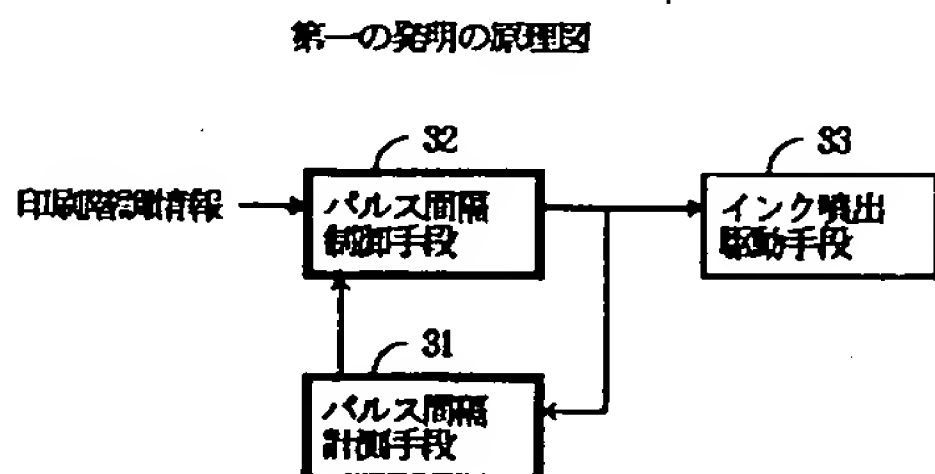 第一の発明の原理図
32
33
印刷階調情報
パルス間隔
制御手段
インク噴出
駆動手段
31
パルス間隔
計測手段